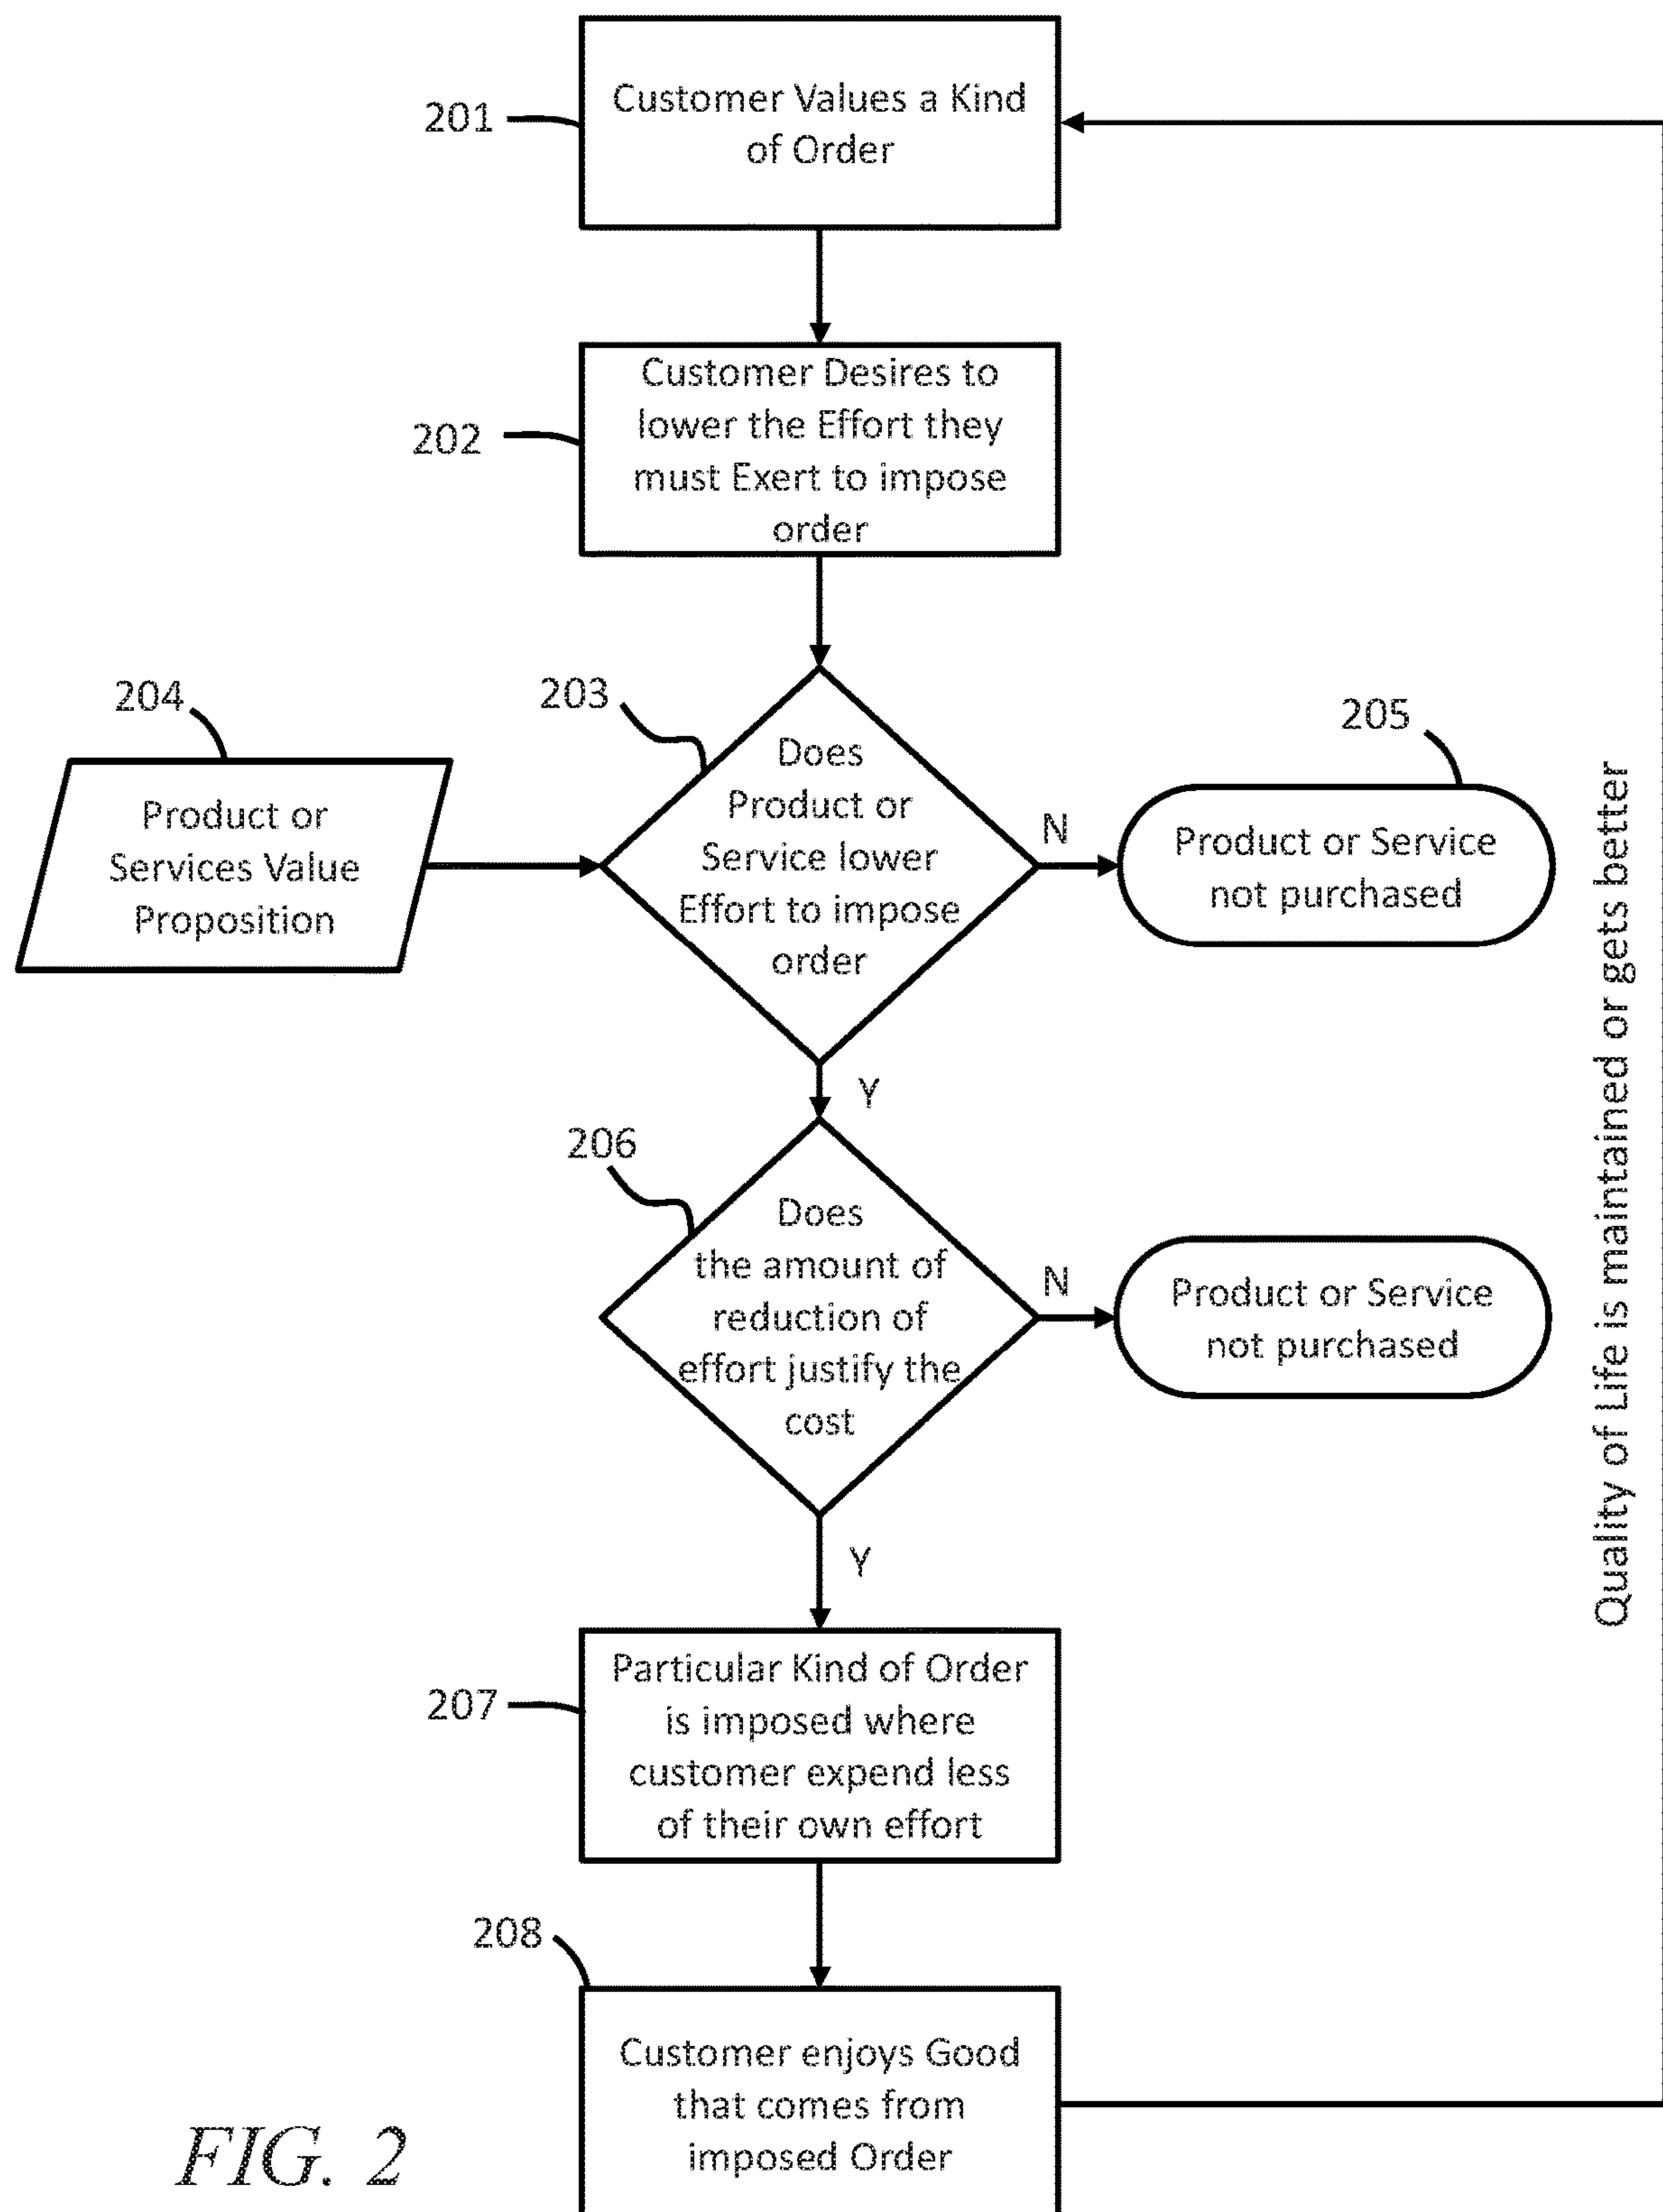 201
Customer Values a Kind
of Order
202
Customer Desires to
lower the Effort they
must Exert to impose
order
204
Product or
Services Value
Proposition
203
Does
Product or
Service lower
Effort to impose
order
N
205
Product or Service
not purchased
Y
206
Does
the amount of
reduction of
effort justify the
cost
N
Product or Service
not purchased
Y
Quality of Life is maintained or gets better
207
Particular Kind of Order
is imposed where
customer expend less
of their own effort
208
Customer enjoys Good
that comes from
imposed Order
FIG. 2